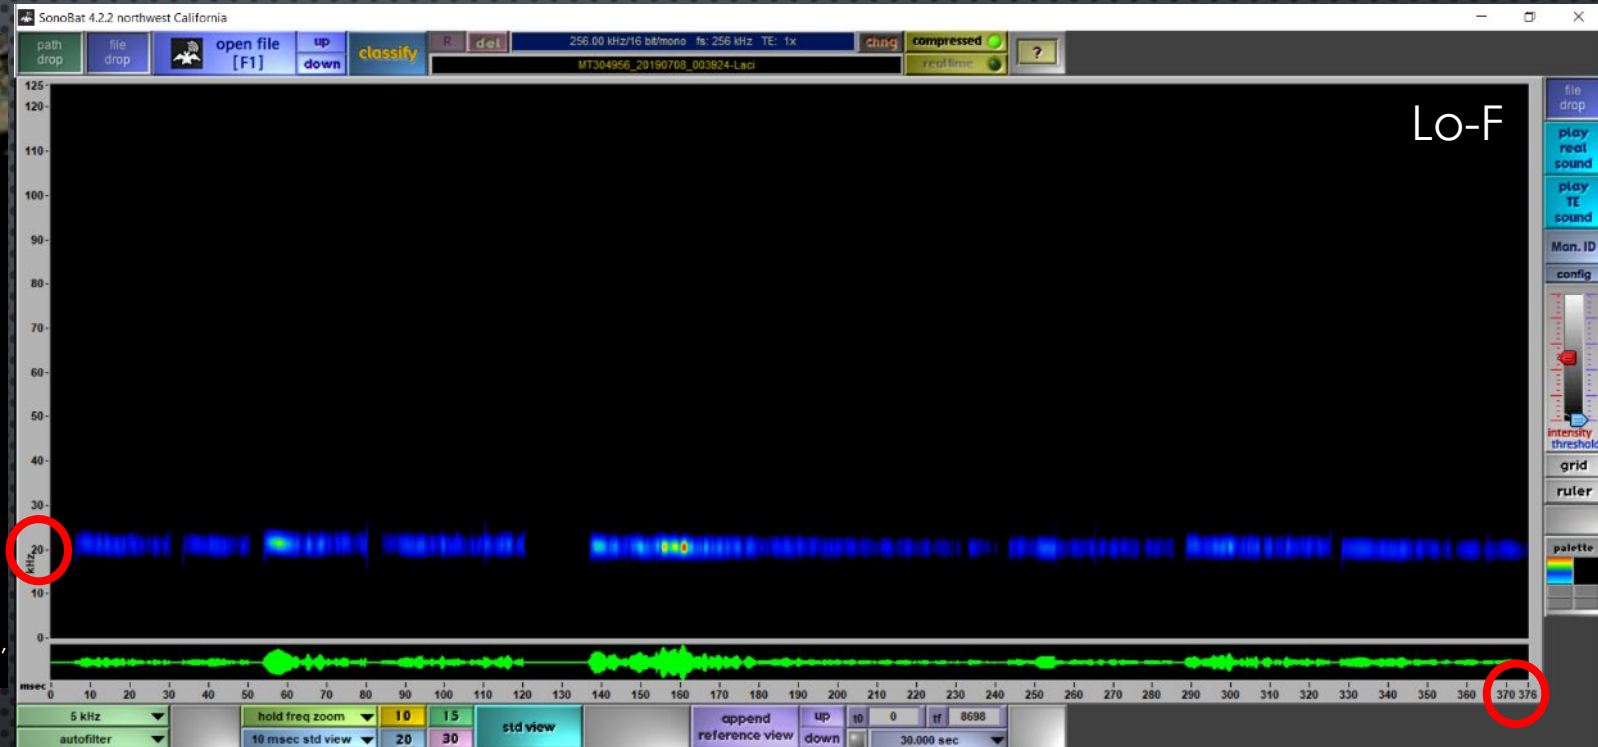 SonoBat 4.2.2 northwest California
path drop
file drop
open file [F1]
up
down
classify
R
del
256.00 kHz/16 bit/mono fs: 256 kHz TE: 1x
MT304956_20190708_003924-Laci
chng
compressed
realtime
?
Lo-F
file drop
play real sound
play TE sound
Man. ID
config
intensity
threshold
grid
ruler
palette
125
120
110
100
90
80
70
60
50
40
30
20
kHz
10
0
msec
0 10 20 30 40 50 60 70 80 90 100 110 120 130 140 150 160 170 180 190 200 210 220 230 240 250 260 270 280 290 300 310 320 330 340 350 360 370 376
5 kHz
autofilter
hold freq zoom
10 msec std view
10 15
20 30
std view
append reference view
up
down
t0 0 tf 8698
30.000 sec